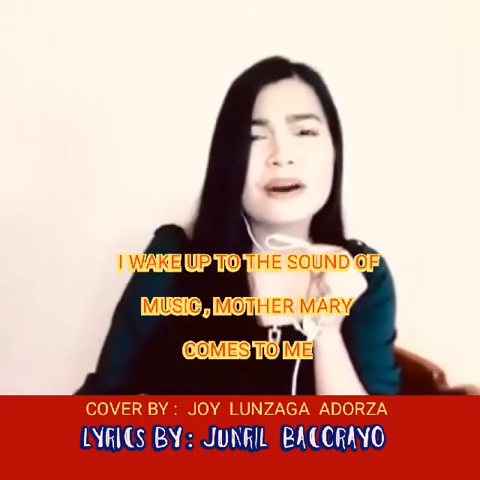 I WAKE UP TO THE SOUND OF
MUSIC , MOTHER MARY
COMES TO ME
COVER BY : JOY LUNZAGA ADORZA
LYRICS BY : JUNRIL BACCRAYO